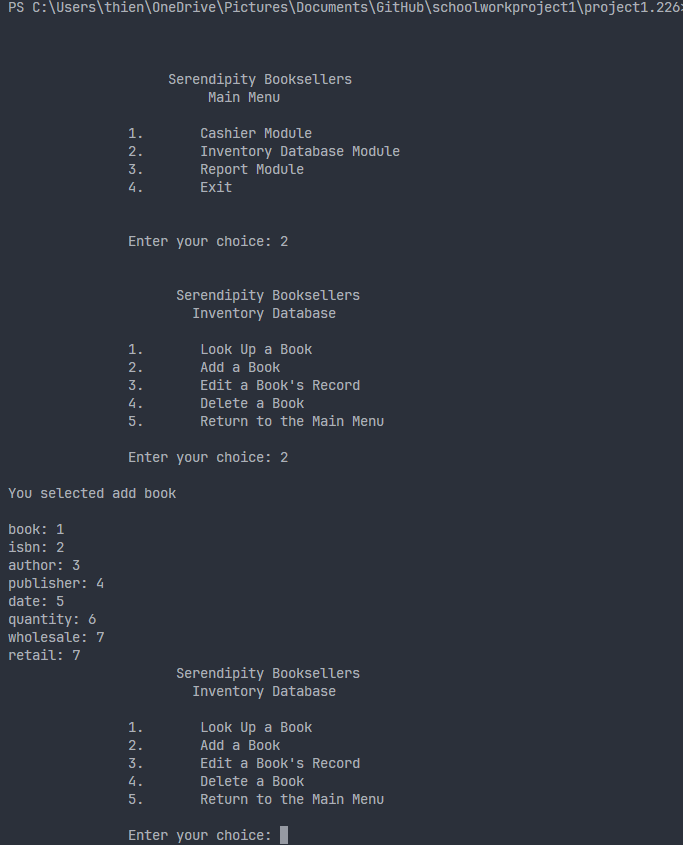 PS C:\Users\thien\OneDrive\Pictures\Documents\GitHub\schoolworkproject1\project1.226>
Serendipity Booksellers
Main Menu
1. Cashier Module
2. Inventory Database Module
3. Report Module
4. Exit
Enter your choice: 2
Serendipity Booksellers
Inventory Database
1. Look Up a Book
2. Add a Book
3. Edit a Book's Record
4. Delete a Book
5. Return to the Main Menu
Enter your choice: 2
You selected add book
book: 1
isbn: 2
author: 3
publisher: 4
date: 5
quantity: 6
wholesale: 7
retail: 7
Serendipity Booksellers
Inventory Database
1. Look Up a Book
2. Add a Book
3. Edit a Book's Record
4. Delete a Book
5. Return to the Main Menu
Enter your choice: